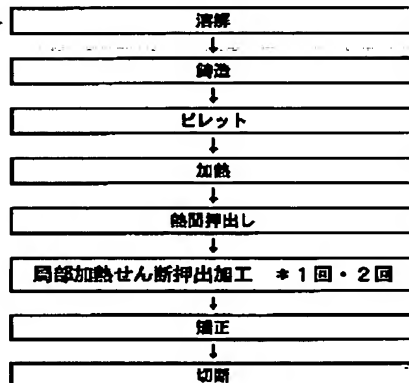 溶解
↓
鋳造
↓
ビレット
↓
加熱
↓
熱間押出し
↓
局部加熱せん断押出加工 *1回・2回
↓
矯正
↓
切断